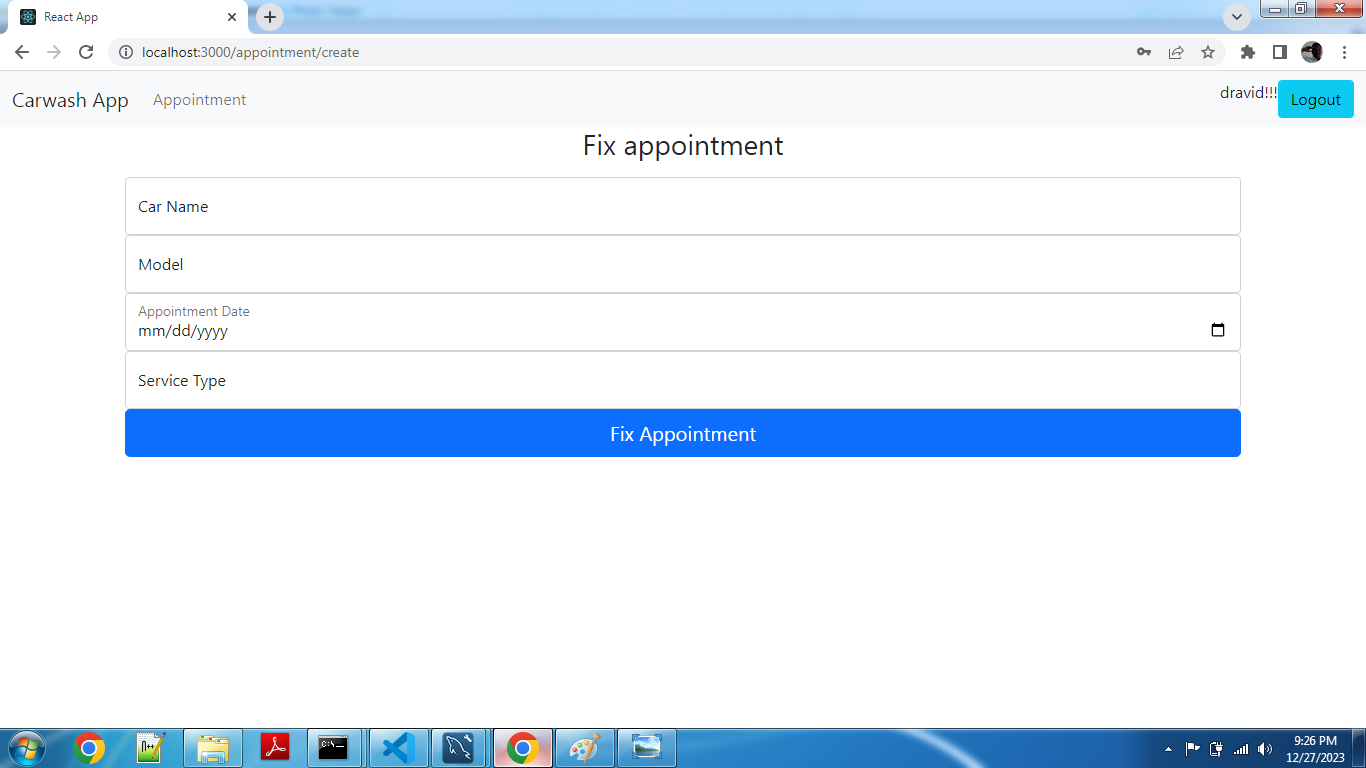 React App
localhost:3000/appointment/create
Carwash App
Appointment
dravid!!!
Logout
Fix appointment
Car Name
Model
Appointment Date
mm/dd/yyyy
Service Type
Fix Appointment
9:26 PM
12/27/2023